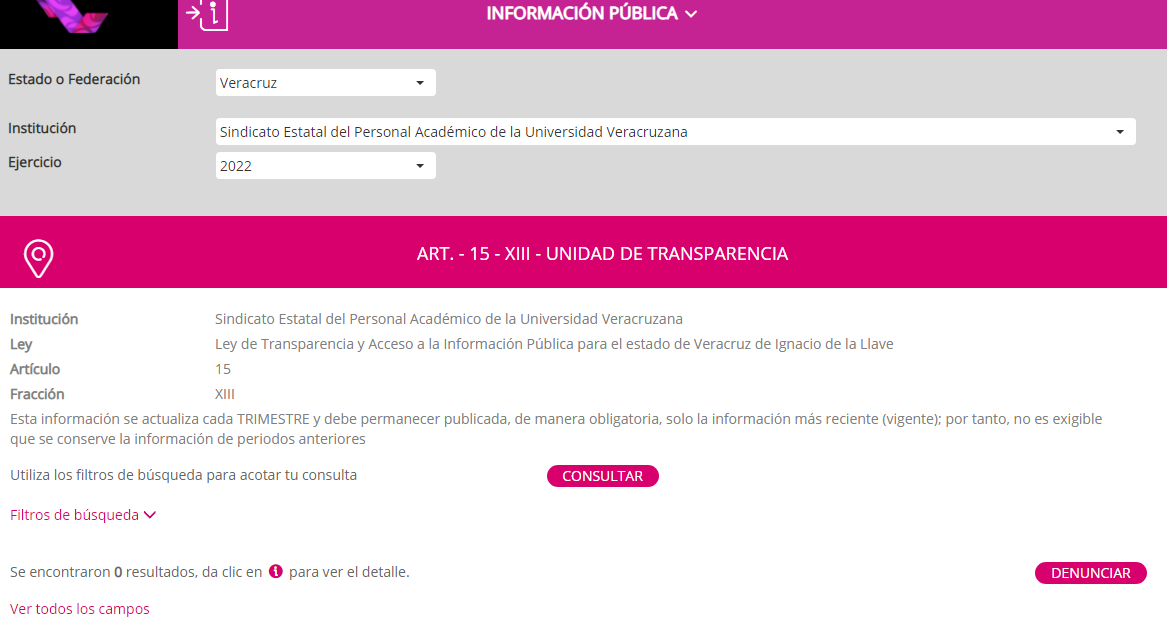 INFORMACIÓN PÚBLICA
Estado o Federación
Veracruz
Institución
Sindicato Estatal del Personal Académico de la Universidad Veracruzana
Ejercicio
2022
ART. - 15 - XIII - UNIDAD DE TRANSPARENCIA
Institución Sindicato Estatal del Personal Académico de la Universidad Veracruzana
Ley Ley de Transparencia y Acceso a la Información Pública para el estado de Veracruz de Ignacio de la Llave
Artículo 15
Fracción XIII
Esta información se actualiza cada TRIMESTRE y debe permanecer publicada, de manera obligatoria, solo la información más reciente (vigente); por tanto, no es exigible
que se conserve la información de periodos anteriores
Utiliza los filtros de búsqueda para acotar tu consulta
CONSULTAR
Filtros de búsqueda
Se encontraron 0 resultados, da clic en i para ver el detalle.
DENUNCIAR
Ver todos los campos